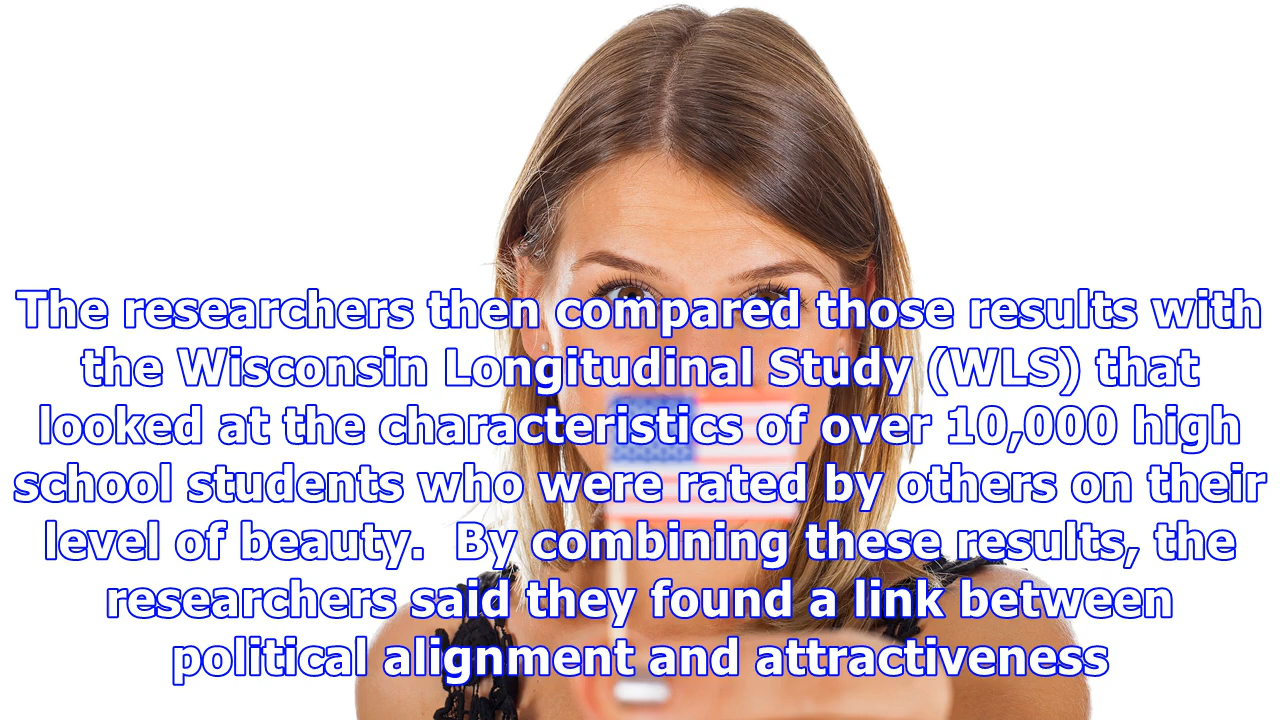 The researchers then compared those results with
the Wisconsin Longitudinal Study (WLS) that
looked at the characteristics of over 10,000 high
school students who were rated by others on their
level of beauty.  By combining these results, the
researchers said they found a link between
political alignment and attractiveness